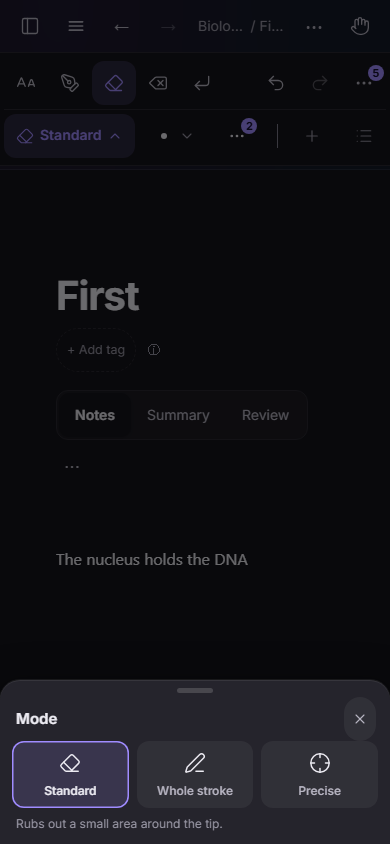 Biolo... / Fi...
AA
5
Standard
2
First
+ Add tag
Notes Summary Review
The nucleus holds the DNA
Mode
Standard Whole stroke Precise
Rubs out a small area around the tip.